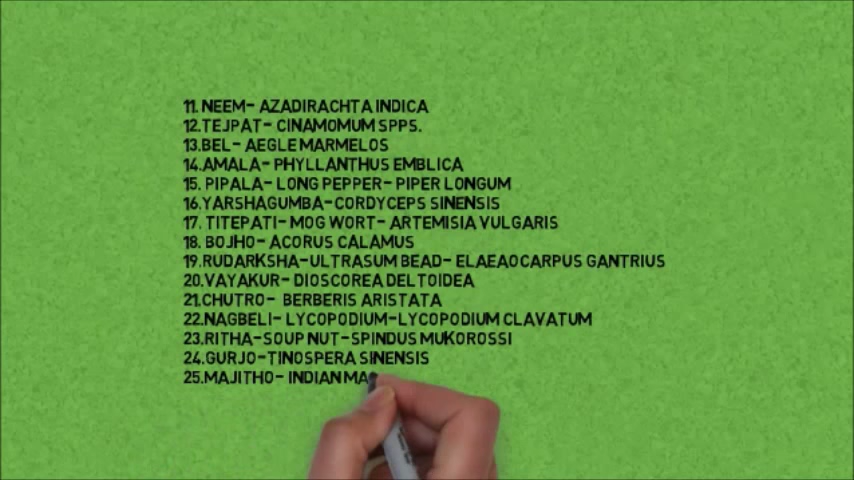 11. NEEM- AZADIRACHTA INDICA
12.TEJPAT- CINAMOMUM SPPS.
13.BEL- AEGLE MARMELOS
14.AMALA- PHYLLANTHUS EMBLICA
15. PIPALA- LONG PEPPER- PIPER LONGUM
16.YARSHAGUMBA-CORDYCEPS SINENSIS
17. TITEPATI- MOG WORT- ARTEMISIA VULGARIS
18. BOJHO- ACORUS CALAMUS
19.RUDARKSHA-ULTRASUM BEAD- ELAEAOCARPUS GANTRIUS
20.VAYAKUR- DIOSCOREA DELTOIDEA
21.CHUTRO- BERBERIS ARISTATA
22.NAGBELI- LYCOPODIUM-LYCOPODIUM CLAVATUM
23.RITHA-SOUP NUT-SPINDUS MUKOROSSI
24.GURJO-TINOSPERA SINENSIS
25.MAJITHO- INDIAN MA